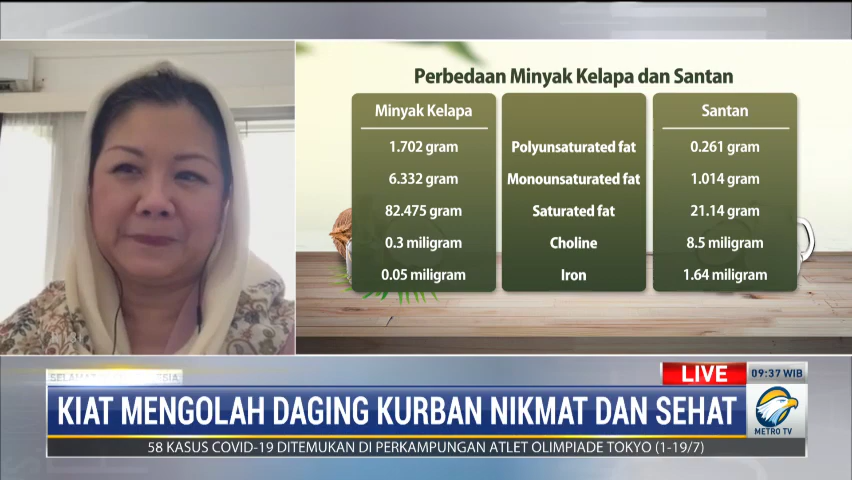 Perbedaan Minyak Kelapa dan Santan
Minyak Kelapa Santan
1.702 gram Polyunsaturated fat 0.261 gram
6.332 gram Monounsaturated fat 1.014 gram
82.475 gram Saturated fat 21.14 gram
0.3 miligram Choline 8.5 miligram
0.05 miligram Iron 1.64 miligram
LIVE 09:37 WIB
KIAT MENGOLAH DAGING KURBAN NIKMAT DAN SEHAT
METRO TV
58 KASUS COVID-19 DITEMUKAN DI PERKAMPUNGAN ATLET OLIMPIADE TOKYO (1-19/7)